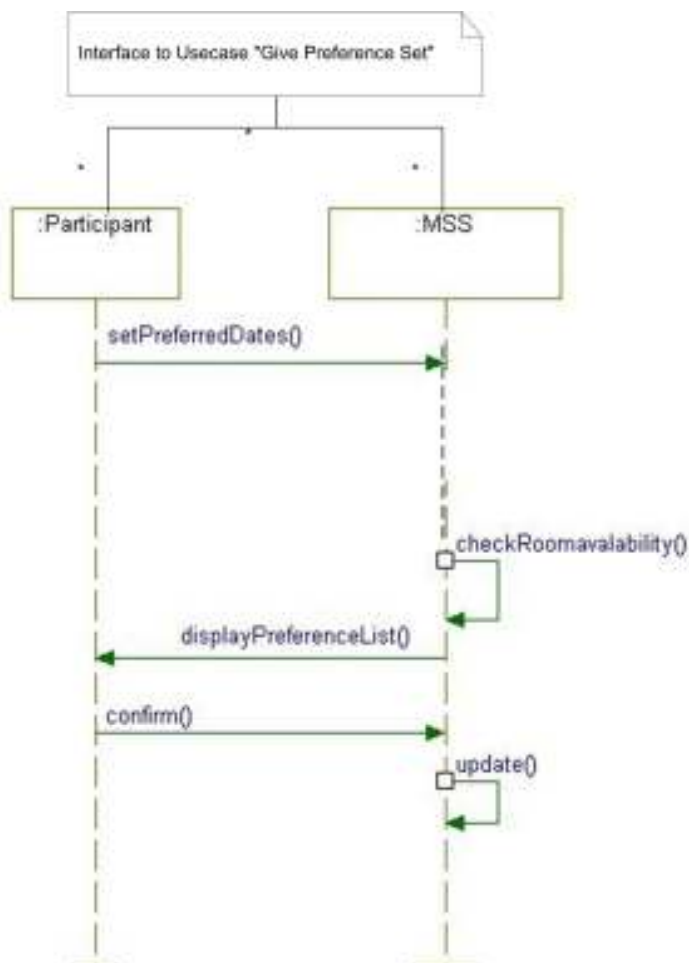 Interface to Usecase "Give Preference Set"
:Participant
:MSS
setPreferredDates()
checkRoomavalability()
displayPreferenceList()
confirm()
update()